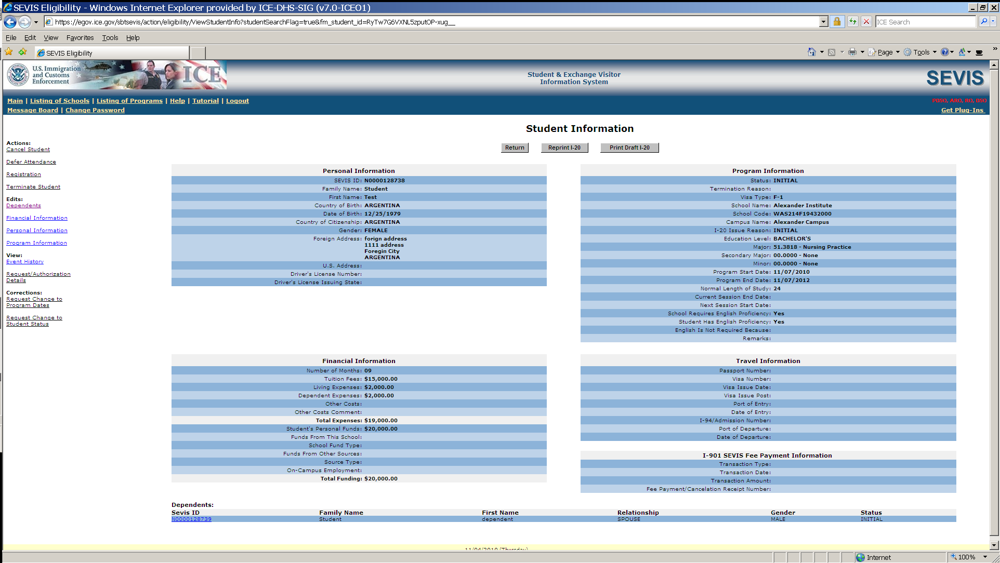 SEVIS Eligibility - Windows Internet Explorer provided by ICE-DHS-SIG (v7.0-ICEO1)
https://egov.ice.gov/sbtsevis/action/eligibility/ViewStudentInfo?studentSearchFlag=true&fm_student_id=RyTw7G6VXNL5zputOP-xug__
ICE Search
File Edit View Favorites Tools Help
SEVIS Eligibility
Page Tools
U.S. Immigration
and Customs
Enforcement
ICE
Student & Exchange Visitor
Information System
SEVIS
Main | Listing of Schools | Listing of Programs | Help | Tutorial | Logout
PDSO, ARO, RO, DSO
Message Board | Change Password
Get Plug-Ins
Student Information
Return Reprint I-20 Print Draft I-20
Actions:
Cancel Student
Defer Attendance
Registration
Terminate Student
Edits:
Dependents
Financial Information
Personal Information
Program Information
View:
Event History
Request/Authorization
Details
Corrections:
Request Change to
Program Dates
Request Change to
Student Status
Personal Information
SEVIS ID: N0000128738
Family Name: Student
First Name: Test
Country of Birth: ARGENTINA
Date of Birth: 12/25/1979
Country of Citizenship: ARGENTINA
Gender: FEMALE
Foreign Address: forign address
1111 address
Foregin City
ARGENTINA
U.S. Address:
Driver's License Number:
Driver's License Issuing State:
Program Information
Status: INITIAL
Termination Reason:
Visa Type: F-1
School Name: Alexander Institute
School Code: WAS214F19432000
Campus Name: Alexander Campus
I-20 Issue Reason: INITIAL
Education Level: BACHELOR'S
Major: 51.3818 - Nursing Practice
Secondary Major: 00.0000 - None
Minor: 00.0000 - None
Program Start Date: 11/07/2010
Program End Date: 11/07/2012
Normal Length of Study: 24
Current Session End Date:
Next Session Start Date:
School Requires English Proficiency: Yes
Student Has English Proficiency: Yes
English Is Not Required Because:
Remarks:
Financial Information
Number of Months: 09
Tuition Fees: $15,000.00
Living Expenses: $2,000.00
Dependent Expenses: $2,000.00
Other Costs:
Other Costs Comment:
Total Expenses: $19,000.00
Student's Personal Funds: $20,000.00
Funds From This School:
School Fund Type:
Funds From Other Sources:
Source Type:
On-Campus Employment:
Total Funding: $20,000.00
Travel Information
Passport Number:
Visa Number:
Visa Issue Date:
Visa Issue Post:
Port of Entry:
Date of Entry:
I-94/Admission Number:
Port of Departure:
Date of Departure:
I-901 SEVIS Fee Payment Information
Transaction Type:
Transaction Date:
Transaction Amount:
Fee Payment/Cancelation Receipt Number:
Dependents:
Sevis ID Family Name First Name Relationship Gender Status
N0000128739 Student dependent SPOUSE MALE INITIAL
11/04/2010 (Thursday)
Internet 100%